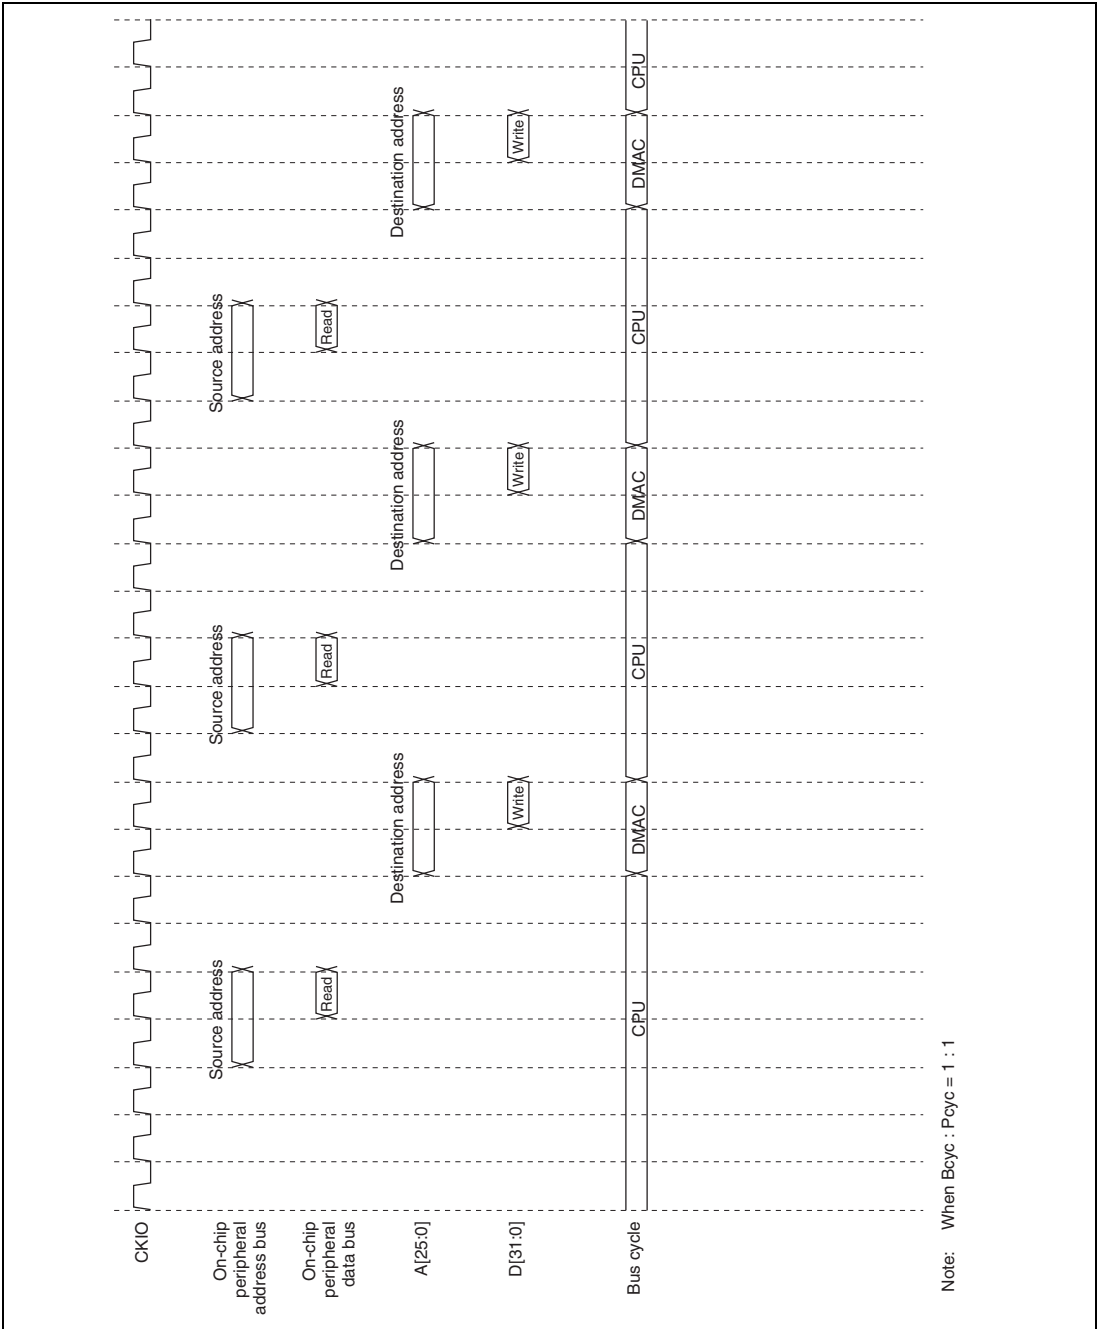 CKIO
On-chip
peripheral
address bus
Source address
Source address
Source address
On-chip
peripheral
data bus
Read
Read
Read
A[25:0]
Destination address
Destination address
Destination address
D[31:0]
Write
Write
Write
Bus cycle
CPU
DMAC
CPU
DMAC
CPU
DMAC
CPU
Note: When Bcyc : Pcyc = 1 : 1